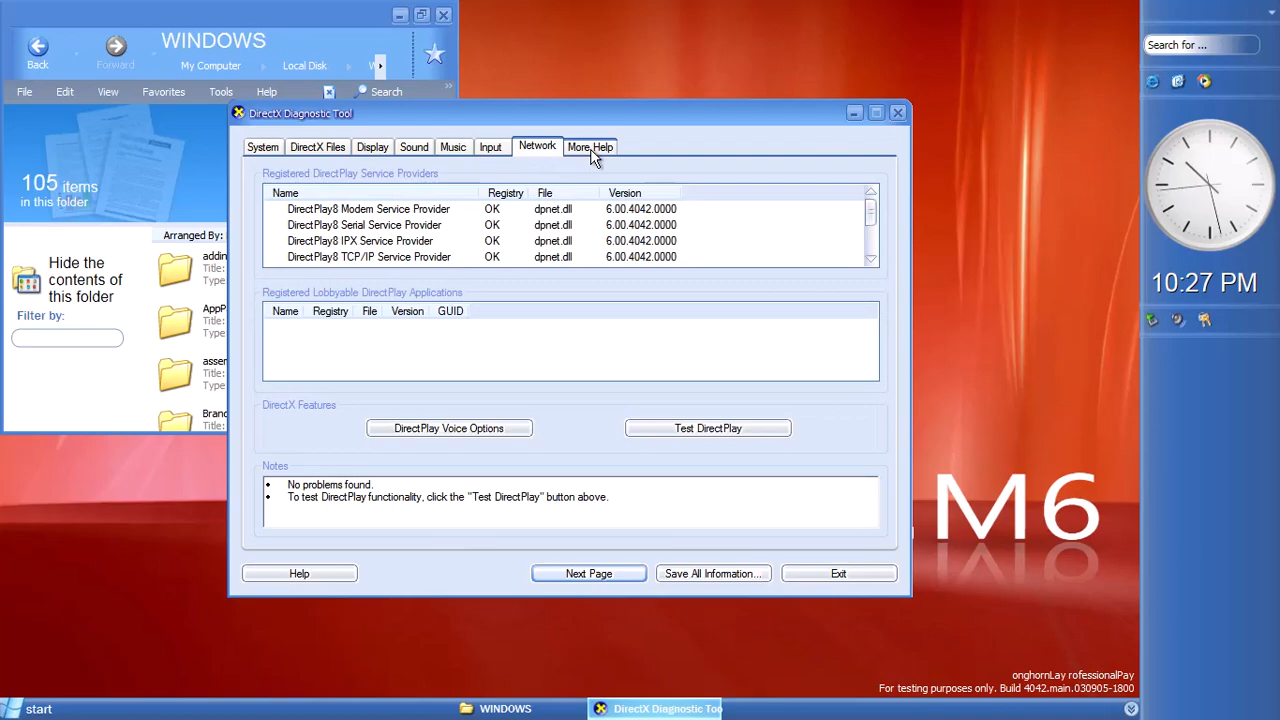 WINDOWS
Back
Forward
My Computer
Local Disk
File Edit View Favorites Tools Help Search
105 items
in this folder
Arranged By:
Hide the
contents of
this folder
Filter by:
addin
Title:
Type
AppP
Title:
Type
asser
Title:
Type
Branc
DirectX Diagnostic Tool
System DirectX Files Display Sound Music Input Network More Help
Registered DirectPlay Service Providers
Name Registry File Version
DirectPlay8 Modem Service Provider OK dpnet.dll 6.00.4042.0000
DirectPlay8 Serial Service Provider OK dpnet.dll 6.00.4042.0000
DirectPlay8 IPX Service Provider OK dpnet.dll 6.00.4042.0000
DirectPlay8 TCP/IP Service Provider OK dpnet.dll 6.00.4042.0000
Registered Lobbyable DirectPlay Applications
Name Registry File Version GUID
DirectX Features
DirectPlay Voice Options Test DirectPlay
Notes
No problems found.
To test DirectPlay functionality, click the "Test DirectPlay" button above.
Help Next Page Save All Information... Exit
Search for ...
10:27 PM
M6
onghornLay rofessionalPay
For testing purposes only. Build 4042.main.030905-1800
start WINDOWS DirectX Diagnostic Too